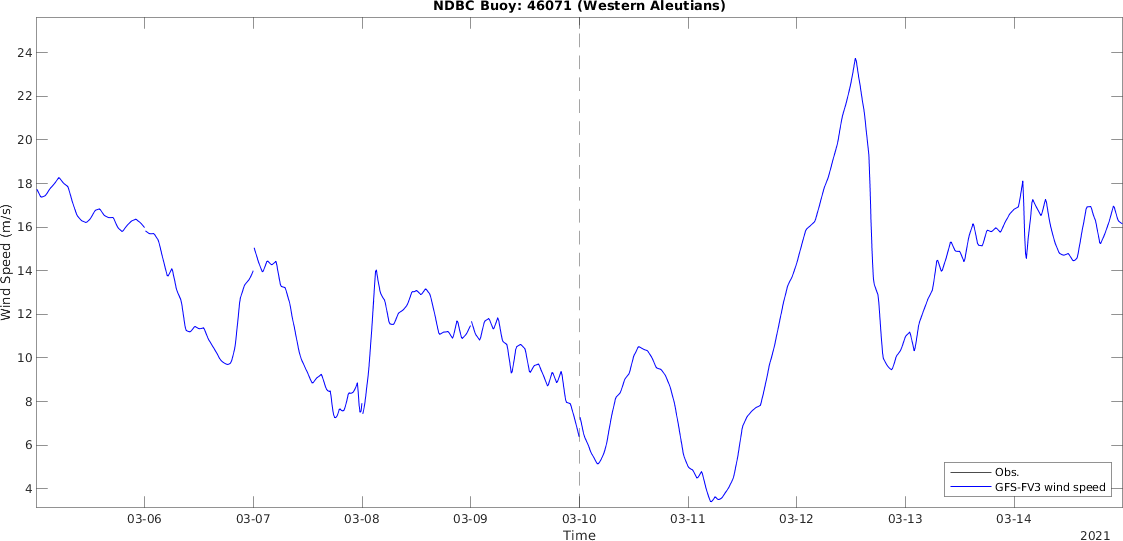 NDBC Buoy: 46071 (Western Aleutians)
24
22
20
18
16
14
12
10
8
6
4
Wind Speed (m/s)
Obs.
GFS-FV3 wind speed
03-06 03-07 03-08 03-09 03-10 03-11 03-12 03-13 03-14
Time
2021